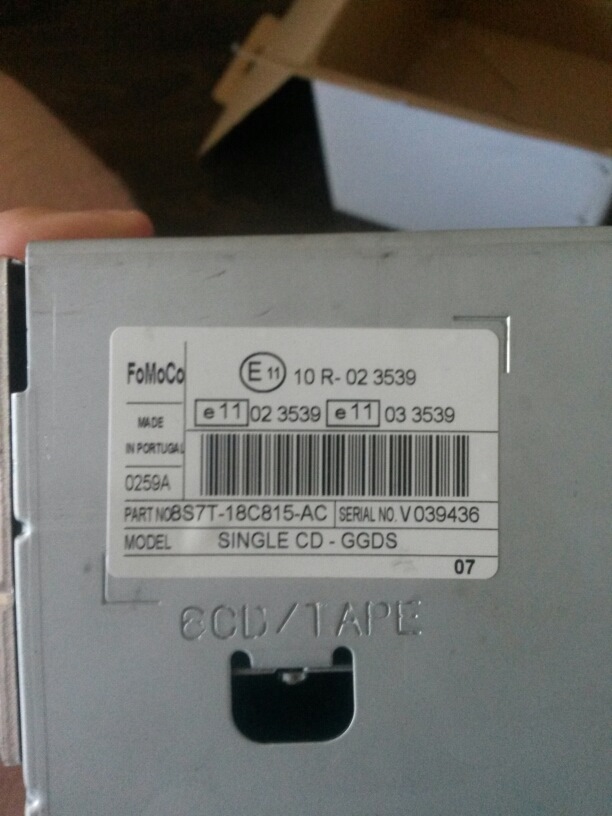 FoMoCo
E 11 10 R- 02 3539
e 11 02 3539 e 11 03 3539
MADE
IN PORTUGAL
0259A
PART NO 8S7T-18C815-AC SERIAL NO. V 039436
MODEL SINGLE CD - GGDS
07
6CD/TAPE